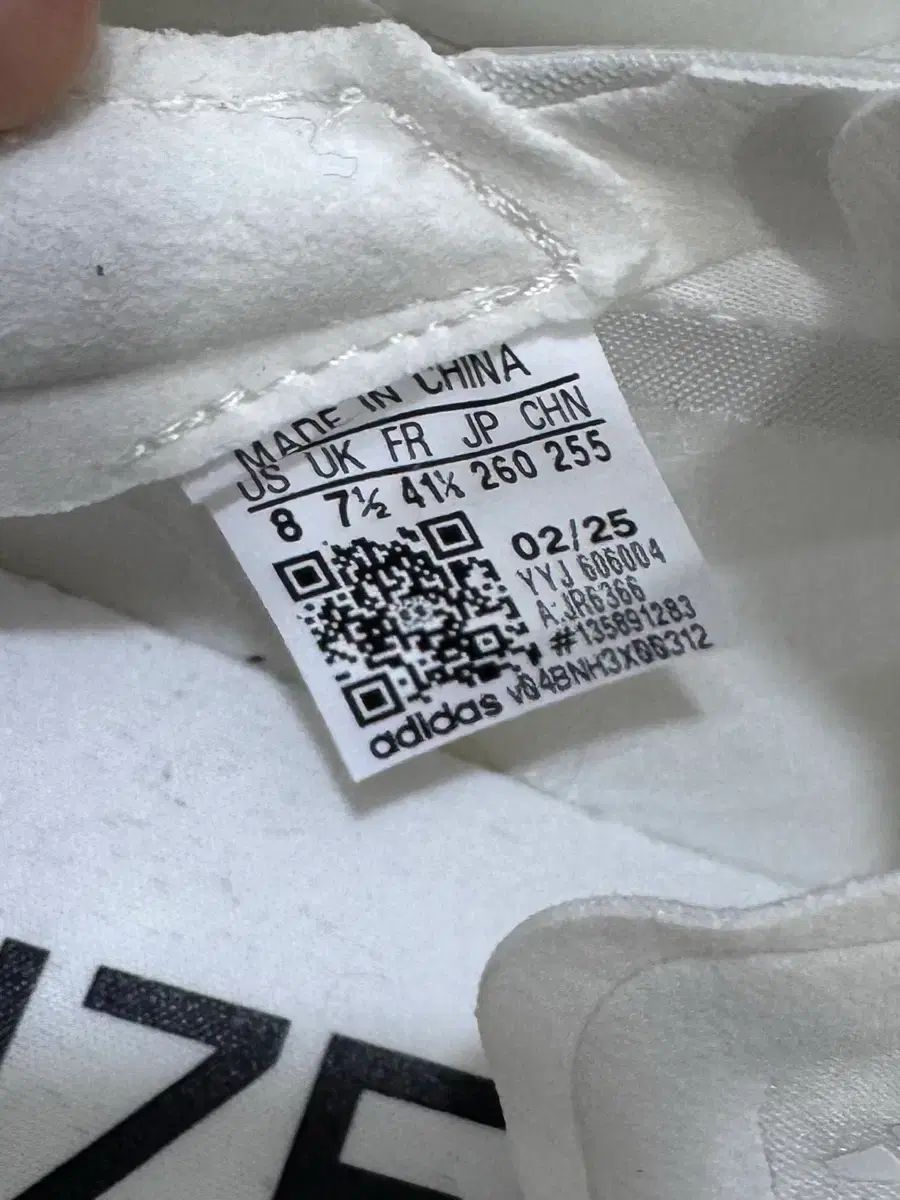 MADE IN CHINA
US UK FR JP CHN
8 7½ 41⅓ 260 255
02/25
YYJ 606004
A:JR6366
#135891283
adidas v04BNH3X00312